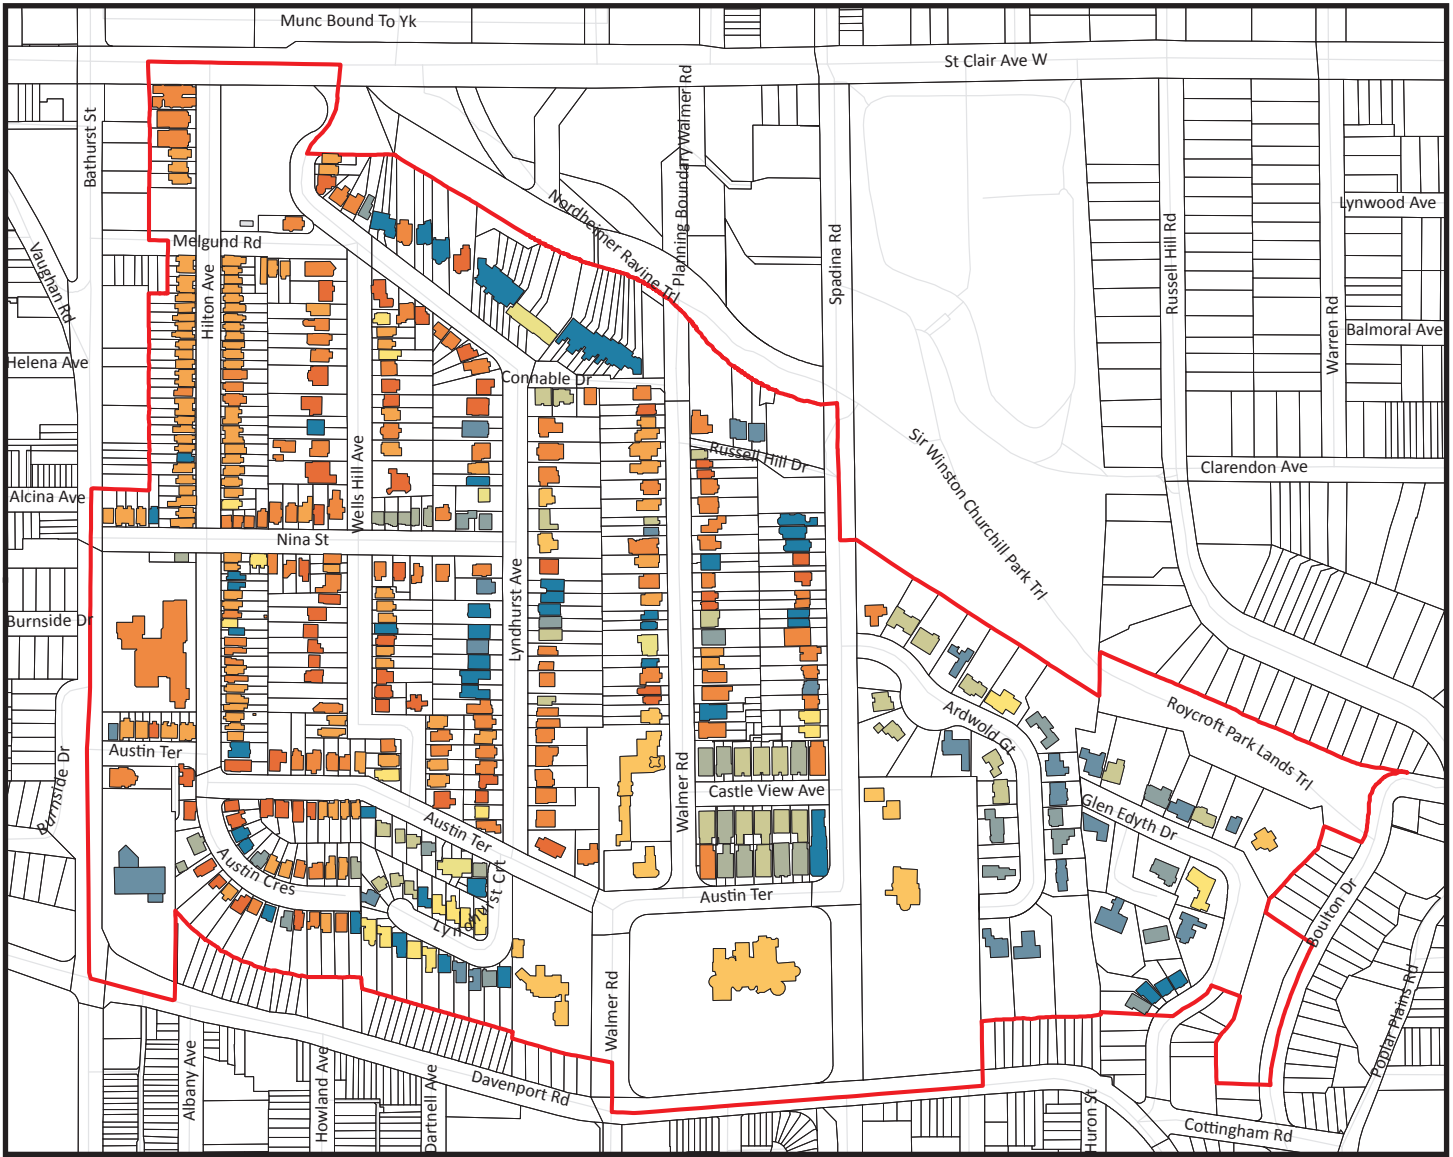 Munc Bound To Yk
St Clair Ave W
Bathurst St
Planning Boundary Walmer Rd
Nordheimer Ravine Trl
Spadina Rd
Russell Hill Rd
Lynwood Ave
Melgund Rd
Vaughan Rd
Hilton Ave
Warren Rd
Balmoral Ave
Helena Ave
Connable Dr
Russell Hill Dr
Sir Winston Churchill Park Trl
Clarendon Ave
Wells Hill Ave
Alcina Ave
Nina St
Lyndhurst Ave
Burnside Dr
Roycroft Park Lands Trl
Ardwold Gt
Austin Ter
Burnside Dr
Walmer Rd
Castle View Ave
Glen Edyth Dr
Austin Ter
Austin Cres
Lyndhurst Crt
Austin Ter
Boulton Dr
Walmer Rd
Poplar Plains Rd
Davenport Rd
Albany Ave
Howland Ave
Dartnell Ave
Huron St
Cottingham Rd